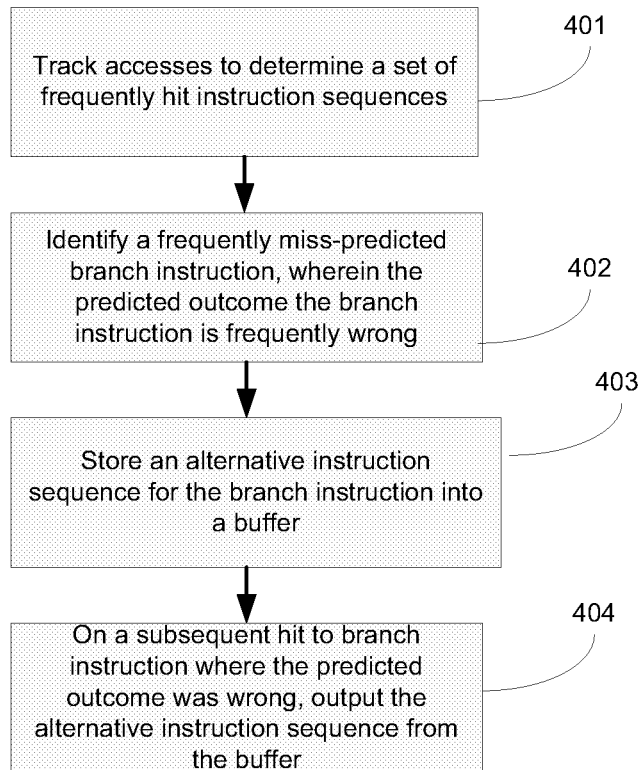 401
Track accesses to determine a set of
frequently hit instruction sequences
Identify a frequently miss-predicted
branch instruction, wherein the
predicted outcome the branch
instruction is frequently wrong
402
403
Store an alternative instruction
sequence for the branch instruction into
a buffer
404
On a subsequent hit to branch
instruction where the predicted
outcome was wrong, output the
alternative instruction sequence from
the buffer